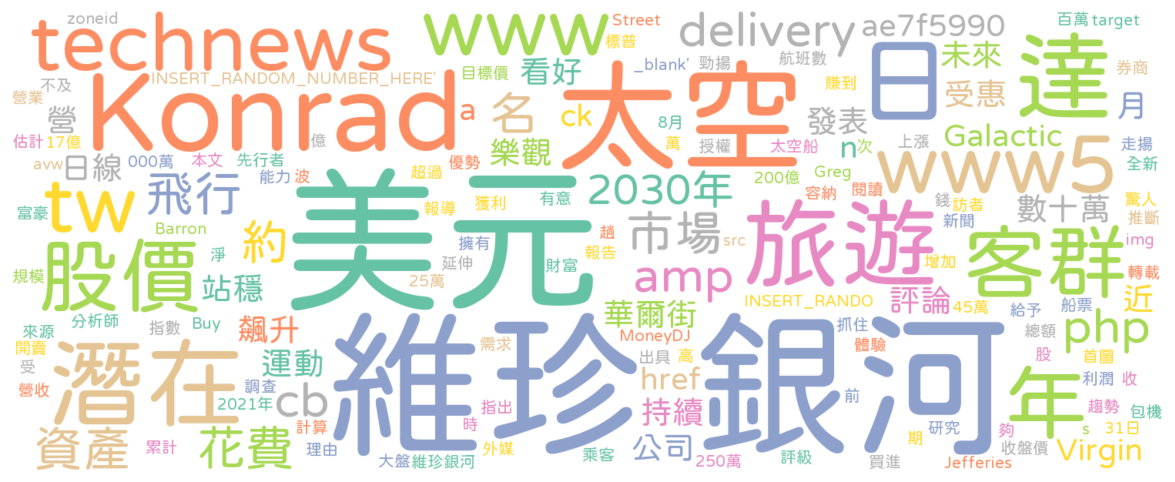 zoneid
technews
www
Street
標普
delivery
ae7f5990
日
未來
達
百萬
target
券商
不及
INSERT_RANDOM_NUMBER_HERE'
目標價
看好
_blank'
勁揚
航班數
賺到
受惠
月
營業
營
Konrad
a
名
ck
太空
8月
發表
上漲
Galactic
走揚
估計
17億
億
樂觀
萬
授權
太空船
n
次
www5
全新
avw
日線
000萬
本文
先行者
優勢
能力
波
超過
有意
2030年
200億
Greg
容納
閱讀
錢
訪者
驚人
富豪
tw
飛行
報導
獲利
美元
市場
旅遊
數十萬
推斷
新聞
Barron
約
擁有
趙
src
客群
img
股價
淨
延伸
報告
財富
增加
轉載
規模
站穩
25萬
amp
INSERT_RANDO
評論
45萬
給予
船票
近
來源
分析師
指數
Buy
飆升
華爾街
MoneyDJ
抓住
體驗
總額
php
開賣
潛在
運動
維珍
需求
出具
高
銀河
股
首圖
受
href
年
利潤
收
營收
調查
2021年
cb
指出
持續
前
趨勢
包機
計算
時
研究
s
31日
資產
累計
花費
理由
外媒
公司
期
夠
收盤價
Virgin
大盤
維珍銀河
乘客
250萬
評級
買進
Jefferies